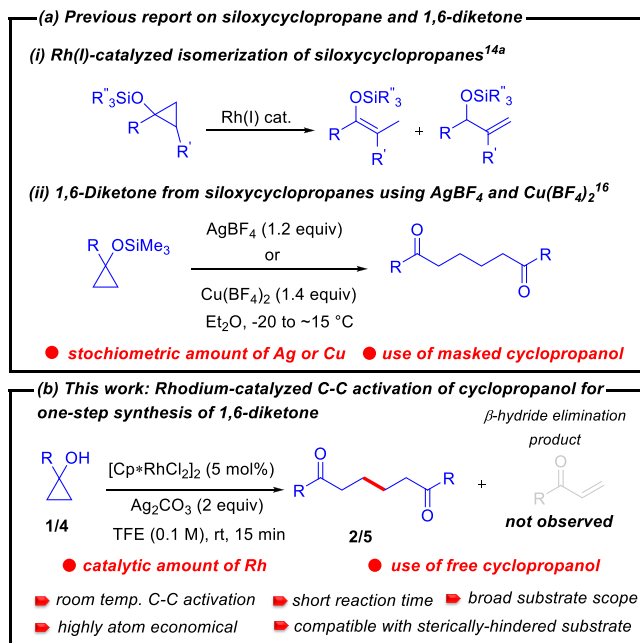 (a) Previous report on siloxycyclopropane and 1,6-diketone
(i) Rh(I)-catalyzed isomerization of siloxycyclopropanes14a
R"3SiO
R
R'
Rh(I) cat.
OSiR"3
R
R'
+
OSiR"3
R
R'
(ii) 1,6-Diketone from siloxycyclopropanes using AgBF4 and Cu(BF4)2 16
R
OSiMe3
AgBF4 (1.2 equiv)
or
Cu(BF4)2 (1.4 equiv)
Et2O, -20 to ~15 °C
O
R
R
O
stochiometric amount of Ag or Cu
use of masked cyclopropanol
(b) This work: Rhodium-catalyzed C-C activation of cyclopropanol for
one-step synthesis of 1,6-diketone
R
OH
1/4
[Cp*RhCl2]2 (5 mol%)
Ag2CO3 (2 equiv)
TFE (0.1 M), rt, 15 min
O
R
R
O
2/5
+
β-hydride elimination
product
O
R
not observed
catalytic amount of Rh
use of free cyclopropanol
room temp. C-C activation
short reaction time
broad substrate scope
highly atom economical
compatible with sterically-hindered substrate